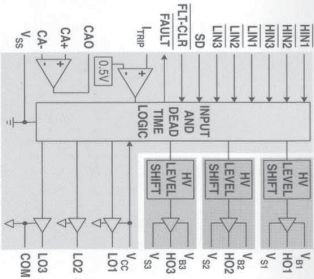 HIN1
HIN2
HIN3
LIN1
LIN2
LIN3
SD
FLT-CLR
FAULT
ITRIP
CAO
CA+
CA-
VSS
0.5V
INPUT
AND
DEAD
TIME
LOGIC
HV
LEVEL
SHIFT
HV
LEVEL
SHIFT
HV
LEVEL
SHIFT
VB1
HO1
VS1
VB2
HO2
VS2
VB3
HO3
VS3
VCC
LO1
LO2
LO3
COM